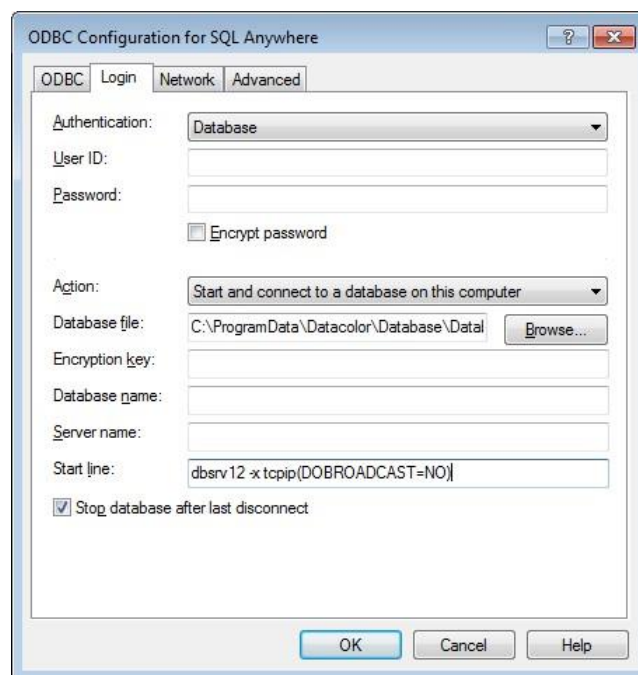 ODBC Configuration for SQL Anywhere
ODBC Login Network Advanced
Authentication: Database
User ID:
Password:
Encrypt password
Action: Start and connect to a database on this computer
Database file: C:\ProgramData\Datacolor\Database\Datal Browse...
Encryption key:
Database name:
Server name:
Start line: dbsrv12 -x tcpip(DOBROADCAST=NO)
Stop database after last disconnect
OK Cancel Help